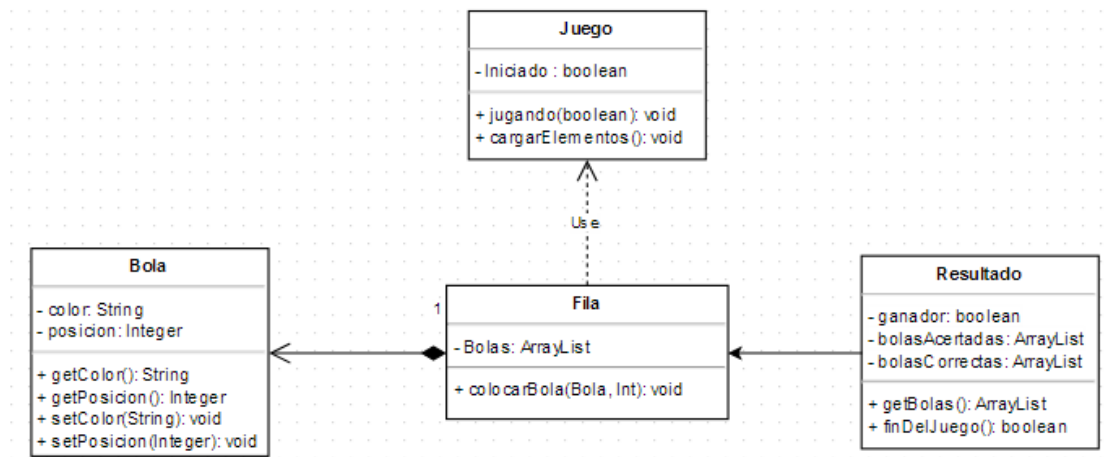 Juego
- Iniciado : boolean
+ jugando(boolean): void
+ cargarElementos(): void
Use
Bola
- color: String
- posicion: Integer
+ getColor(): String
+ getPosicion(): Integer
+ setColor(String): void
+ setPosicion(Integer): void
1
Fila
- Bolas: ArrayList
+ colocarBola(Bola, Int): void
Resultado
- ganador: boolean
- bolasAcertadas: ArrayList
- bolasCorrectas: ArrayList
+ getBolas(): ArrayList
+ finDelJuego(): boolean